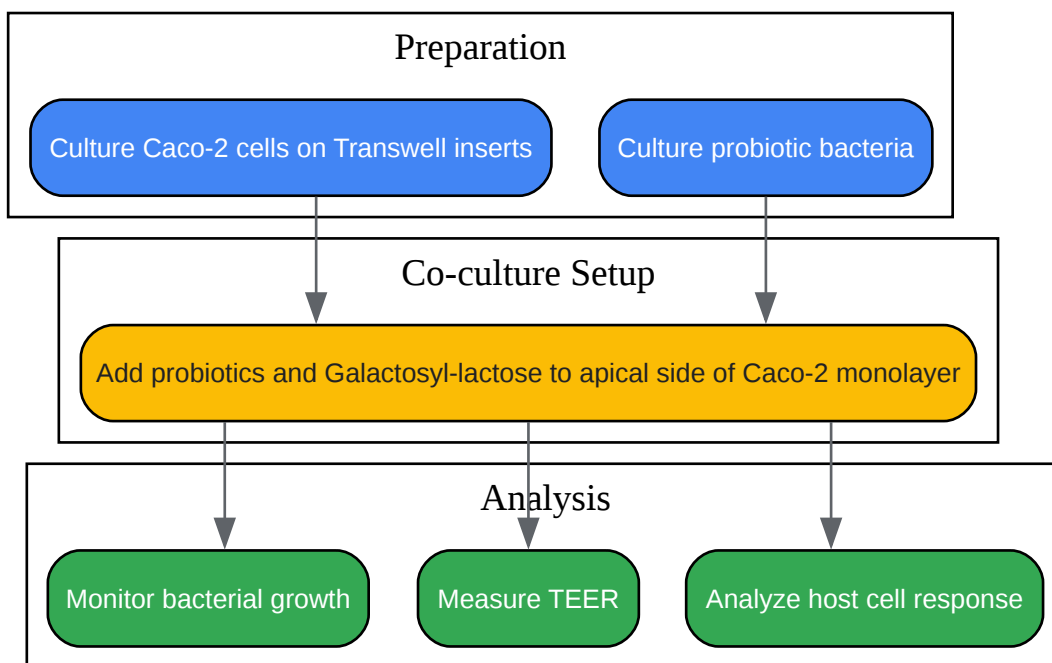 Preparation
Culture Caco-2 cells on Transwell inserts
Culture probiotic bacteria
Co-culture Setup
Add probiotics and Galactosyl-lactose to apical side of Caco-2 monolayer
Analysis
Monitor bacterial growth
Measure TEER
Analyze host cell response